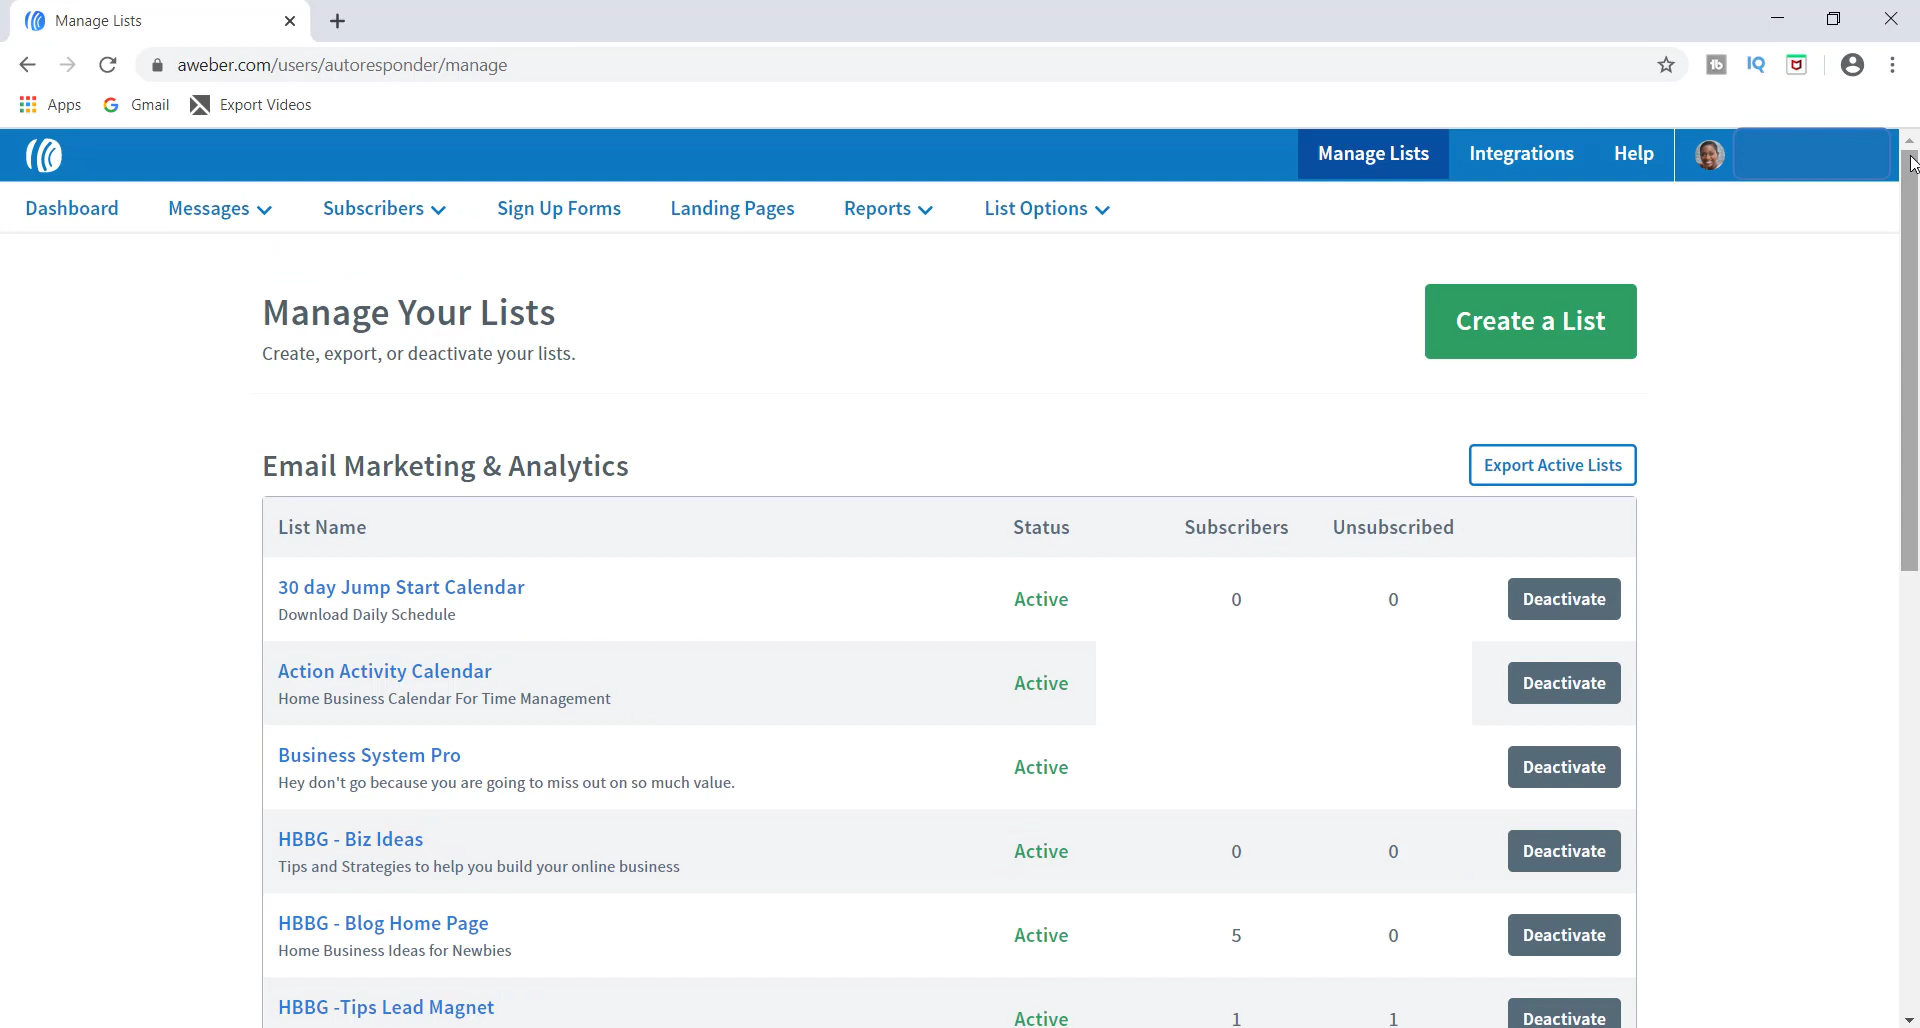 Manage Lists
aweber.com/users/autoresponder/manage
tb
IQ
Apps Gmail Export Videos
Manage Lists Integrations Help
Dashboard Messages Subscribers Sign Up Forms Landing Pages Reports List Options
Manage Your Lists
Create, export, or deactivate your lists.
Create a List
Email Marketing & Analytics
Export Active Lists
List Name Status Subscribers Unsubscribed
30 day Jump Start Calendar
Download Daily Schedule
Active 0 0 Deactivate
Action Activity Calendar
Home Business Calendar For Time Management
Active Deactivate
Business System Pro
Hey don't go because you are going to miss out on so much value.
Active Deactivate
HBBG - Biz Ideas
Tips and Strategies to help you build your online business
Active 0 0 Deactivate
HBBG - Blog Home Page
Home Business Ideas for Newbies
Active 5 0 Deactivate
HBBG -Tips Lead Magnet
Active 1 1 Deactivate